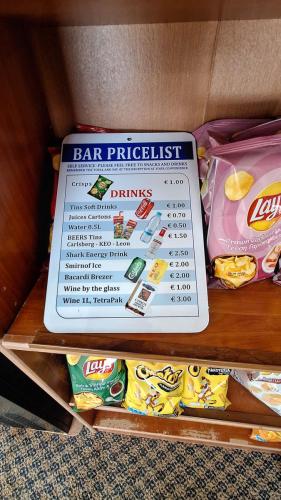 BAR PRICELIST
SELF SERVICE - PLEASE FEEL FREE TO SNACKS AND DRINKS
Crisps € 1.00
DRINKS
Tins Soft Drinks € 1.00
Juices Cartons € 0.70
Water 0.5L € 0.50
BEERS Tins € 1.50
Carlsberg - KEO - Leon
Shark Energy Drink € 2.50
Smirnof Ice € 2.00
Bacardi Brezer € 2.00
Wine by the glass € 1.00
Wine 1L, TetraPak € 3.00
Lay's
Lay's